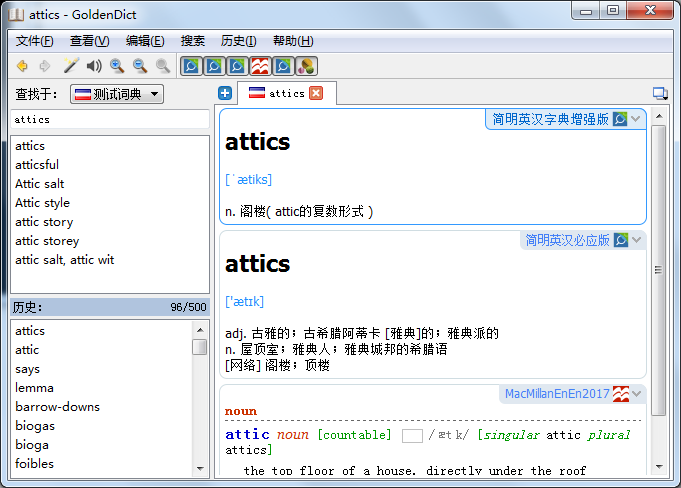 attics - GoldenDict
文件(F) 查看(V) 编辑(E) 搜索 历史(I) 帮助(H)
查找于: 测试词典
attics
attics
attics
atticsful
Attic salt
Attic style
attic story
attic storey
attic salt, attic wit
历史: 96/500
attics
attic
says
lemma
barrow-downs
biogas
bioga
foibles
简明英汉字典增强版
attics
[ˈætiks]
n. 阁楼( attic的复数形式 )
简明英汉必应版
attics
['ætɪk]
adj. 古雅的；古希腊阿蒂卡 [雅典]的；雅典派的
n. 屋顶室；雅典人；雅典城邦的希腊语
[网络] 阁楼；顶楼
MacMillanEnEn2017
noun
attic noun [countable] /ætk/ [singular attic plural
attics]
the top floor of a house, directly under the roof